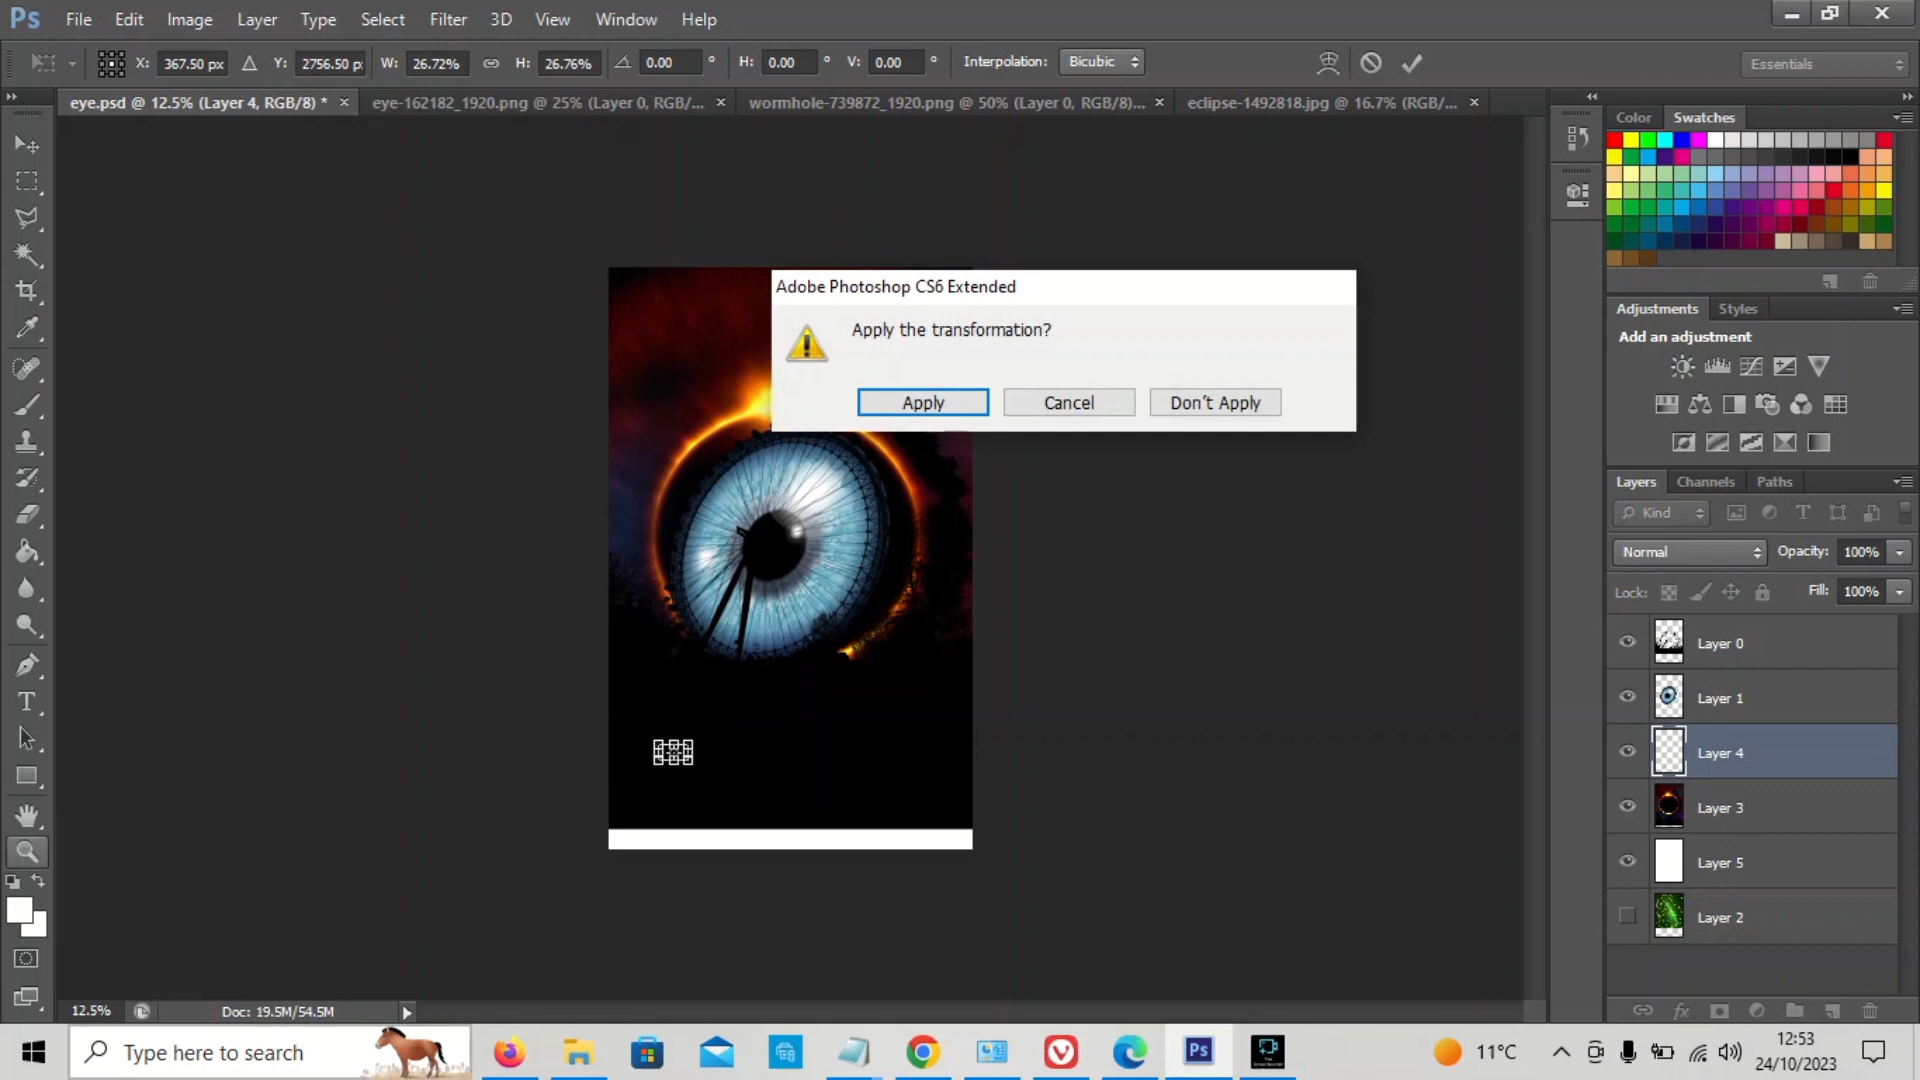 Ps File Edit Image Layer Type Select Filter 3D View Window Help
X: 367.50 px Y: 2756.50 p W: 26.72% H: 26.76% 0.00 ° H: 0.00 ° V: 0.00 ° Interpolation: Bicubic Essentials
eye.psd @ 12.5% (Layer 4, RGB/8) * × eye-162182_1920.png @ 25% (Layer 0, RGB/... × wormhole-739872_1920.png @ 50% (Layer 0, RGB/8)... × eclipse-1492818.jpg @ 16.7% (RGB/... ×
Color Swatches
Adobe Photoshop CS6 Extended
Apply the transformation?
Apply Cancel Don't Apply
Adjustments Styles
Add an adjustment
Layers Channels Paths
Kind
Normal Opacity: 100%
Lock: Fill: 100%
Layer 0
Layer 1
Layer 4
Layer 3
Layer 5
Layer 2
12.5% Doc: 19.5M/54.5M
Type here to search
Ps
11°C
12:53
24/10/2023